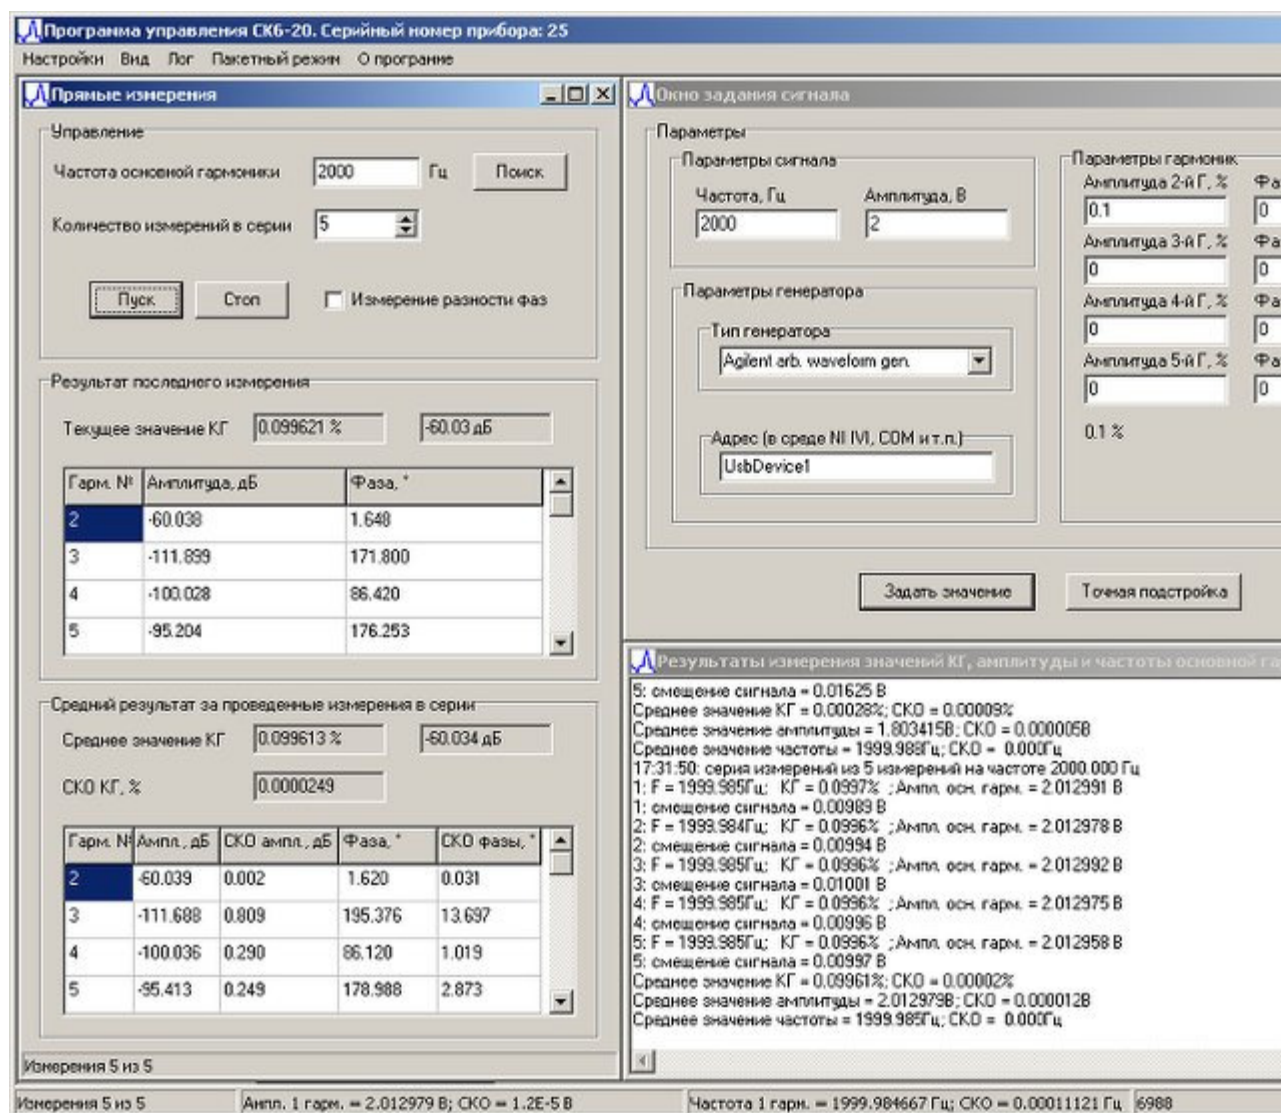 Программа управления СК6-20. Серийный номер прибора: 25
Настройки Вид Лог Пакетный режим О программе
Прямые измерения
Управление
Частота основной гармоники 2000 Гц Поиск
Количество измерений в серии 5
Пуск Стоп Измерение разности фаз
Результат последнего измерения
Текущее значение КГ 0.099621 % -60.03 дБ
Гарм. № Амплитуда, дБ Фаза, °
2 -60.038 1.648
3 -111.899 171.800
4 -100.028 86.420
5 -95.204 176.253
Средний результат за проведенные измерения в серии
Среднее значение КГ 0.099613 % -60.034 дБ
СКО КГ, % 0.0000249
Гарм. № Ампл., дБ СКО ампл., дБ Фаза, ° СКО фазы, °
2 -60.039 0.002 1.620 0.031
3 -111.688 0.809 195.376 13.697
4 -100.036 0.290 86.120 1.019
5 -95.413 0.249 178.988 2.873
Измерения 5 из 5
Окно задания сигнала
Параметры
Параметры сигнала
Частота, Гц Амплитуда, В
2000 2
Параметры генератора
Тип генератора
Agilent arb. waveform gen.
Адрес (в среде NI IVI, COM и т.п.)
UsbDevice1
Параметры гармоник
Амплитуда 2-й Г, % Фа
0.1 0
Амплитуда 3-й Г, % Фа
0 0
Амплитуда 4-й Г, % Фа
0 0
Амплитуда 5-й Г, % Фа
0 0
0.1 %
Задать значение Точная подстройка
Результаты измерения значений КГ, амплитуды и частоты основной га
5: смещение сигнала = 0.01625 В
Среднее значение КГ = 0.00028%; СКО = 0.00009%
Среднее значение амплитуды = 1.803415В; СКО = 0.000005В
Среднее значение частоты = 1999.988Гц; СКО = 0.000Гц
17:31:50: серия измерений из 5 измерений на частоте 2000.000 Гц
1: F = 1999.985Гц; КГ = 0.0997% ; Ампл. осн. гарм. = 2.012991 В
1: смещение сигнала = 0.00989 В
2: F = 1999.984Гц; КГ = 0.0996% ; Ампл. осн. гарм. = 2.012978 В
2: смещение сигнала = 0.00994 В
3: F = 1999.985Гц; КГ = 0.0996% ; Ампл. осн. гарм. = 2.012992 В
3: смещение сигнала = 0.01001 В
4: F = 1999.985Гц; КГ = 0.0996% ; Ампл. осн. гарм. = 2.012975 В
4: смещение сигнала = 0.00996 В
5: F = 1999.985Гц; КГ = 0.0996% ; Ампл. осн. гарм. = 2.012958 В
5: смещение сигнала = 0.00997 В
Среднее значение КГ = 0.09961%; СКО = 0.00002%
Среднее значение амплитуды = 2.012979В; СКО = 0.000012В
Среднее значение частоты = 1999.985Гц; СКО = 0.000Гц
Измерения 5 из 5 Ампл. 1 гарм. = 2.012979 В; СКО = 1.2E-5 В Частота 1 гарм. = 1999.984667 Гц; СКО = 0.00011121 Гц 6988